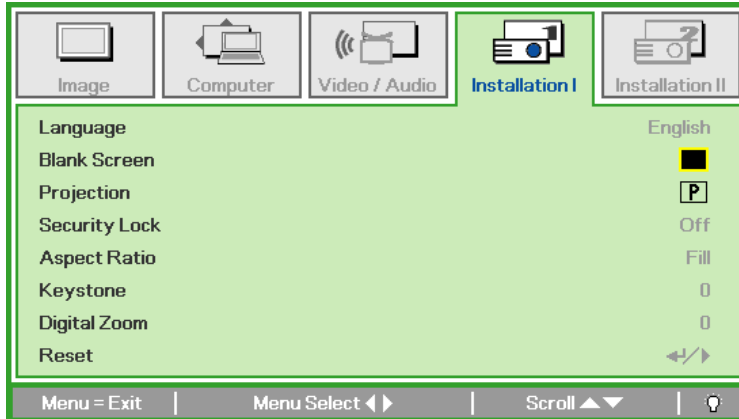 Image Computer Video / Audio Installation I Installation II
Language English
Blank Screen
Projection P
Security Lock Off
Aspect Ratio Fill
Keystone 0
Digital Zoom 0
Reset
Menu = Exit Menu Select Scroll